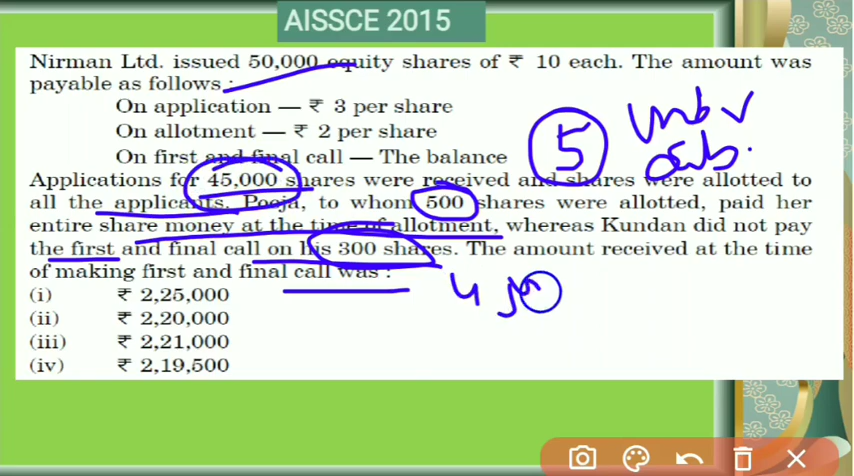 AISSCE 2015
Nirman Ltd. issued 50,000 equity shares of ₹ 10 each. The amount was
payable as follows :
On application — ₹ 3 per share
On allotment — ₹ 2 per share
On first and final call — The balance
5
Applications for 45,000 shares were received and shares were allotted to
all the applicants. Pooja, to whom 500 shares were allotted, paid her
entire share money at the time of allotment, whereas Kundan did not pay
the first and final call on his 300 shares. The amount received at the time
of making first and final call was :
(i) ₹ 2,25,000
(ii) ₹ 2,20,000
(iii) ₹ 2,21,000
(iv) ₹ 2,19,500